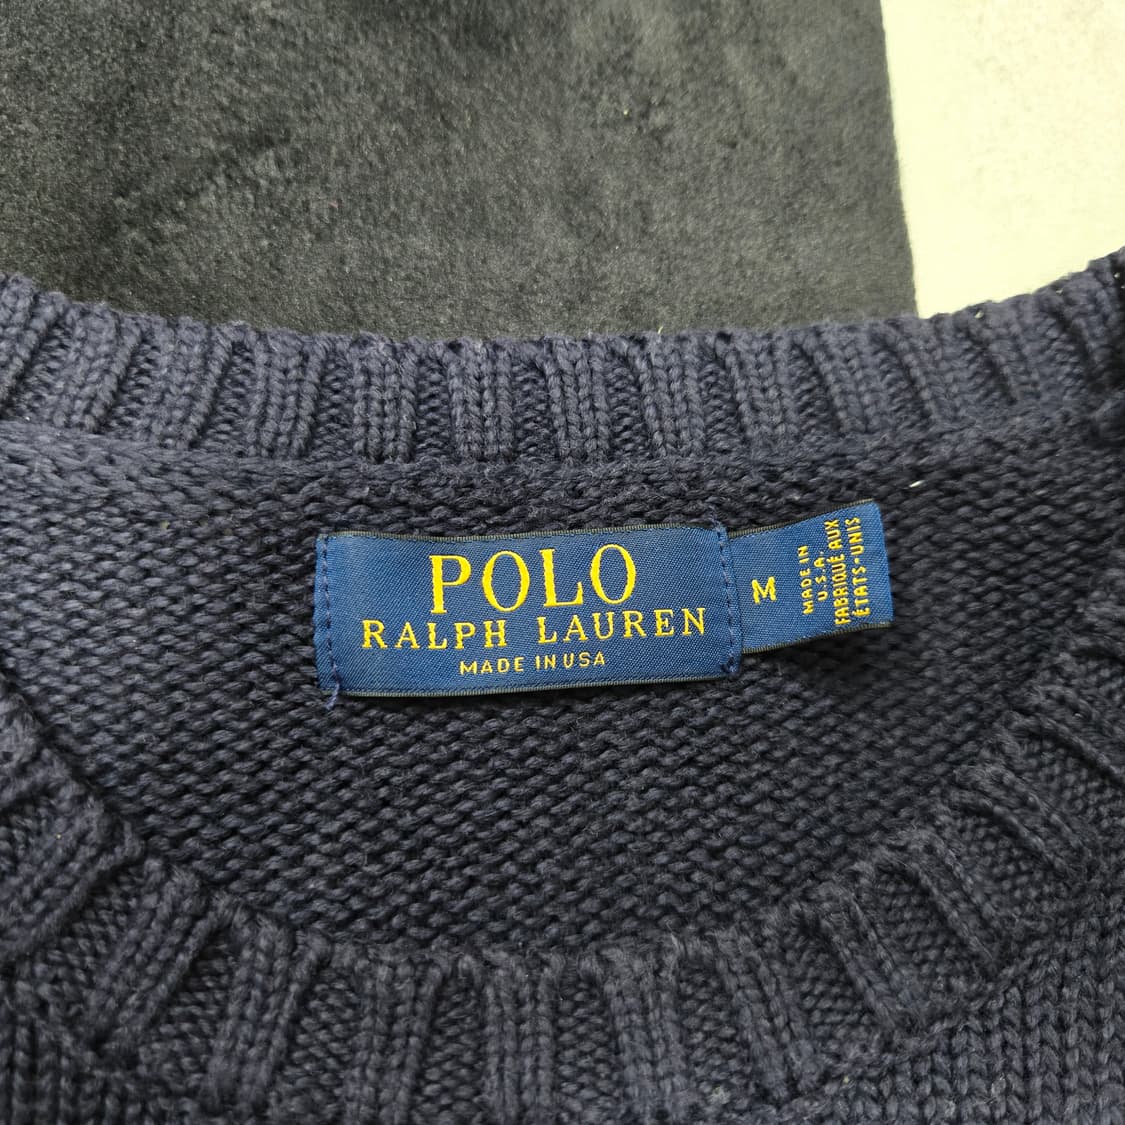 POLO
RALPH LAUREN
MADE IN USA
M
MADE IN
U.S.A.
FABRIQUÉ AUX
ÉTATS-UNIS